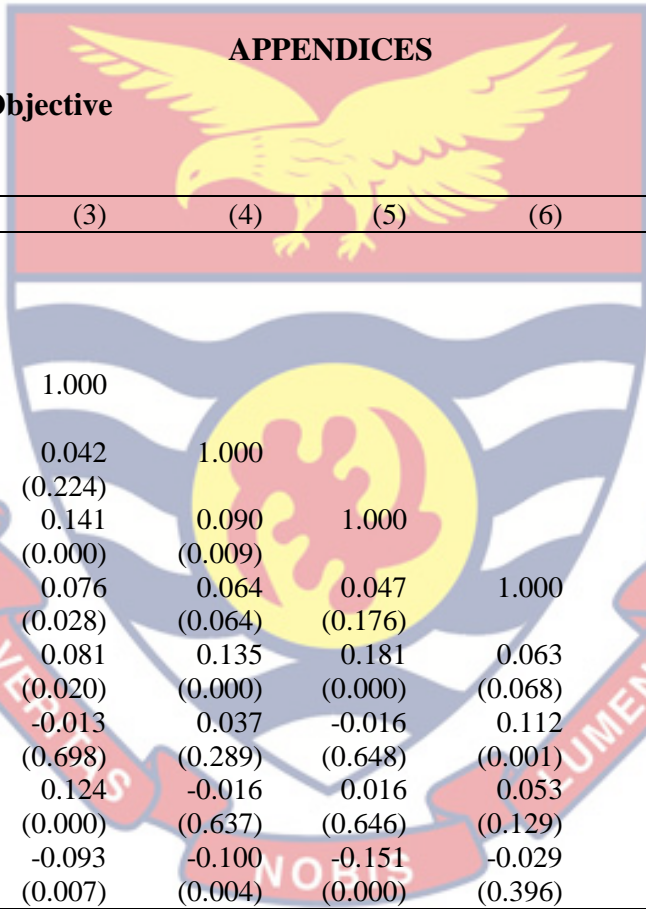 APPENDICES
Objective
(3) (4) (5) (6)
1.000
0.042 1.000
(0.224)
0.141 0.090 1.000
(0.000) (0.009)
0.076 0.064 0.047 1.000
(0.028) (0.064) (0.176)
0.081 0.135 0.181 0.063
(0.020) (0.000) (0.000) (0.068)
-0.013 0.037 -0.016 0.112
(0.698) (0.289) (0.648) (0.001)
0.124 -0.016 0.016 0.053
(0.000) (0.637) (0.646) (0.129)
-0.093 -0.100 -0.151 -0.029
(0.007) (0.004) (0.000) (0.396)
VERITAS
NOBIS
LUMEN